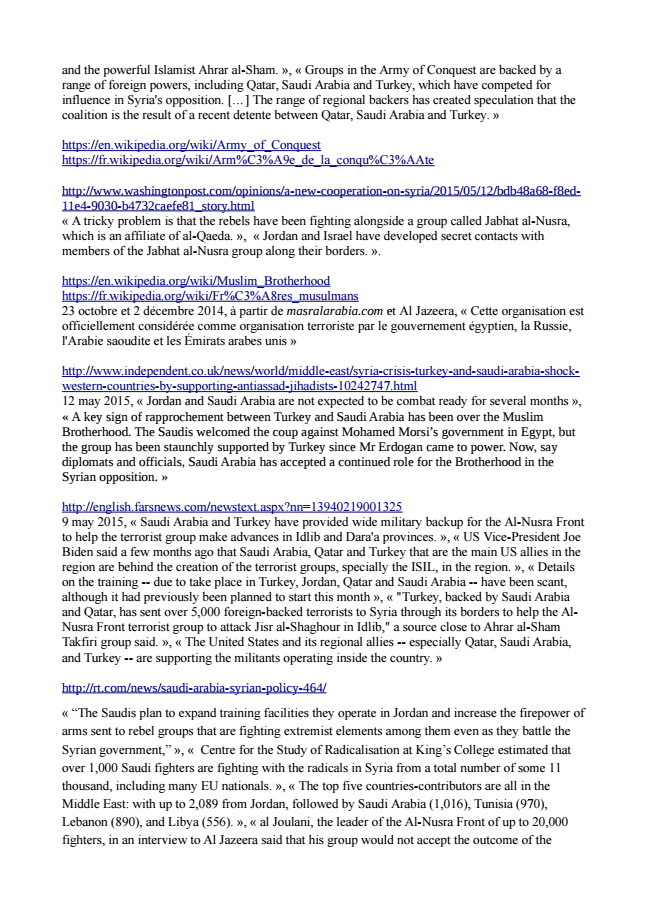 and the powerful Islamist Ahrar al-Sham. », « Groups in the Army of Conquest are backed by a
range of foreign powers, including Qatar, Saudi Arabia and Turkey, which have competed for
influence in Syria's opposition. […] The range of regional backers has created speculation that the
coalition is the result of a recent detente between Qatar, Saudi Arabia and Turkey. »
https://en.wikipedia.org/wiki/Army_of_Conquest
https://fr.wikipedia.org/wiki/Arm%C3%A9e_de_la_conqu%C3%AAte
http://www.washingtonpost.com/opinions/a-new-cooperation-on-syria/2015/05/12/bdb48a68-f8ed-
11e4-9030-b4732caefe81_story.html
« A tricky problem is that the rebels have been fighting alongside a group called Jabhat al-Nusra,
which is an affiliate of al-Qaeda. », « Jordan and Israel have developed secret contacts with
members of the Jabhat al-Nusra group along their borders. ».
https://en.wikipedia.org/wiki/Muslim_Brotherhood
https://fr.wikipedia.org/wiki/Fr%C3%A8res_musulmans
23 octobre et 2 décembre 2014, à partir de masralarabia.com et Al Jazeera, « Cette organisation est
officiellement considérée comme organisation terroriste par le gouvernement égyptien, la Russie,
l'Arabie saoudite et les Émirats arabes unis »
http://www.independent.co.uk/news/world/middle-east/syria-crisis-turkey-and-saudi-arabia-shock-
western-countries-by-supporting-antiassad-jihadists-10242747.html
12 may 2015, « Jordan and Saudi Arabia are not expected to be combat ready for several months »,
« A key sign of rapprochement between Turkey and Saudi Arabia has been over the Muslim
Brotherhood. The Saudis welcomed the coup against Mohamed Morsi's government in Egypt, but
the group has been staunchly supported by Turkey since Mr Erdogan came to power. Now, say
diplomats and officials, Saudi Arabia has accepted a continued role for the Brotherhood in the
Syrian opposition. »
http://english.farsnews.com/newstext.aspx?nn=13940219001325
9 may 2015, « Saudi Arabia and Turkey have provided wide military backup for the Al-Nusra Front
to help the terrorist group make advances in Idlib and Dara'a provinces. », « US Vice-President Joe
Biden said a few months ago that Saudi Arabia, Qatar and Turkey that are the main US allies in the
region are behind the creation of the terrorist groups, specially the ISIL, in the region. », « Details
on the training -- due to take place in Turkey, Jordan, Qatar and Saudi Arabia -- have been scant,
although it had previously been planned to start this month », « "Turkey, backed by Saudi Arabia
and Qatar, has sent over 5,000 foreign-backed terrorists to Syria through its borders to help the Al-
Nusra Front terrorist group to attack Jisr al-Shaghour in Idlib," a source close to Ahrar al-Sham
Takfiri group said. », « The United States and its regional allies -- especially Qatar, Saudi Arabia,
and Turkey -- are supporting the militants operating inside the country. »
http://rt.com/news/saudi-arabia-syrian-policy-464/
« “The Saudis plan to expand training facilities they operate in Jordan and increase the firepower of
arms sent to rebel groups that are fighting extremist elements among them even as they battle the
Syrian government,” », « Centre for the Study of Radicalisation at King’s College estimated that
over 1,000 Saudi fighters are fighting with the radicals in Syria from a total number of some 11
thousand, including many EU nationals. », « The top five countries-contributors are all in the
Middle East: with up to 2,089 from Jordan, followed by Saudi Arabia (1,016), Tunisia (970),
Lebanon (890), and Libya (556). », « al Joulani, the leader of the Al-Nusra Front of up to 20,000
fighters, in an interview to Al Jazeera said that his group would not accept the outcome of the